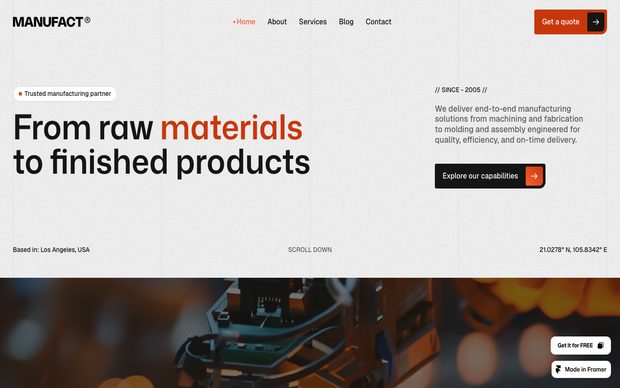 MANUFACT®
Home About Services Blog Contact
Get a quote
Trusted manufacturing partner
From raw materials
to finished products
// SINCE - 2005 //
We deliver end-to-end manufacturing
solutions from machining and fabrication
to molding and assembly engineered for
quality, efficiency, and on-time delivery.
Explore our capabilities
Based in: Los Angeles, USA
SCROLL DOWN
21.0278° N, 105.8342° E
Get it for FREE
Made in Framer